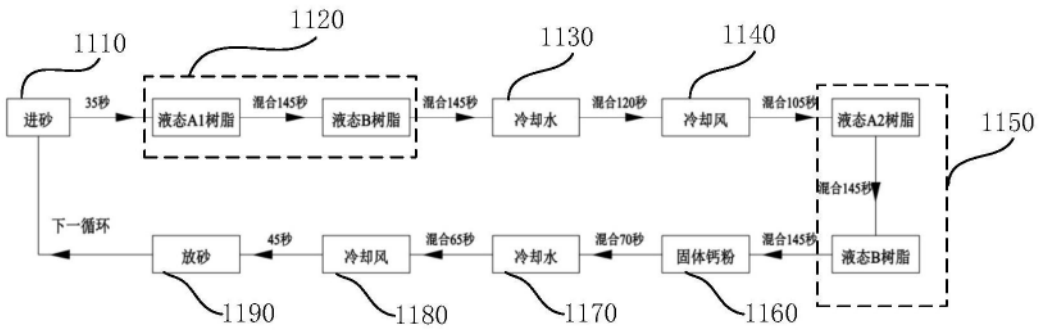 1110
1120
1130
1140
35秒
混合145秒
混合145秒
混合120秒
混合105秒
进砂
液态A1树脂
液态B树脂
冷却水
冷却风
液态A2树脂
1150
混合145秒
下一循环
45秒
混合65秒
混合70秒
混合145秒
放砂
冷却风
冷却水
固体钙粉
液态B树脂
1190
1180
1170
1160